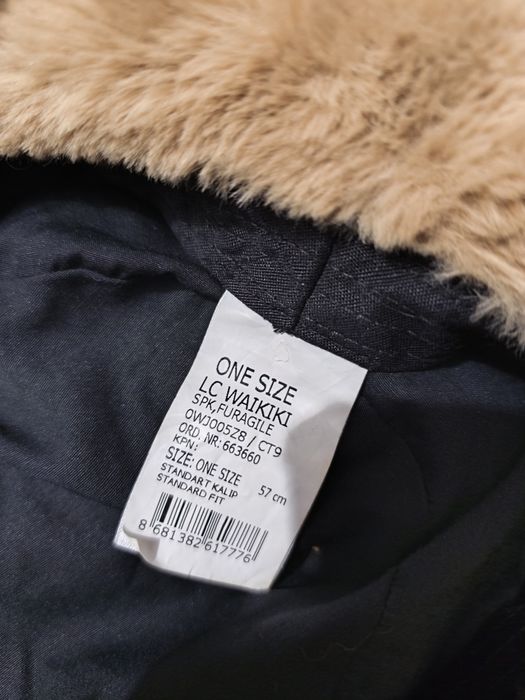 ONE SIZE
LC WAIKIKI
SPK,FURAGILE
OWJ005Z8 / CT9
ORD. NR: 663660
KPN:
SIZE: ONE SIZE 57 cm
STANDART KALIP
STANDARD FIT
8 681382 617776